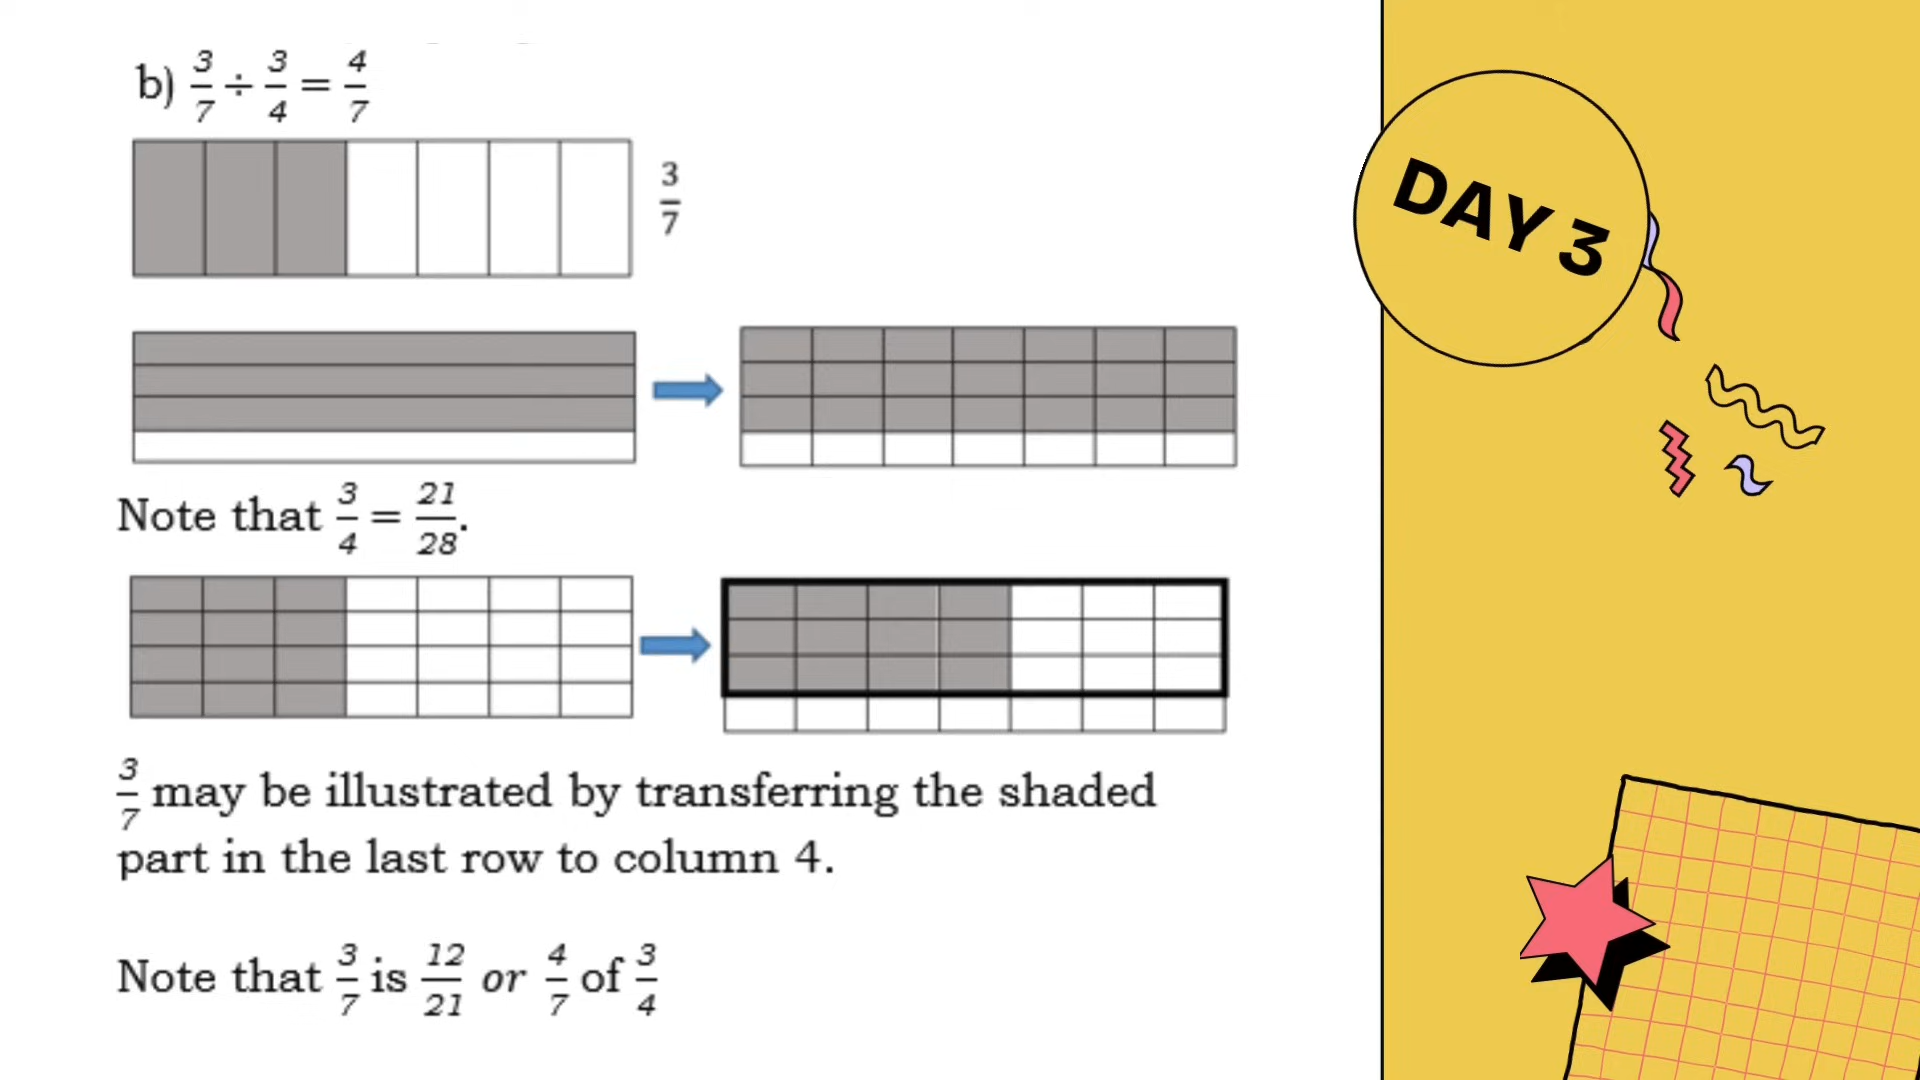 b) 3/7 ÷ 3/4 = 4/7
3/7
Note that 3/4 = 21/28.
3/7 may be illustrated by transferring the shaded
part in the last row to column 4.
Note that 3/7 is 12/21 or 4/7 of 3/4
DAY 3